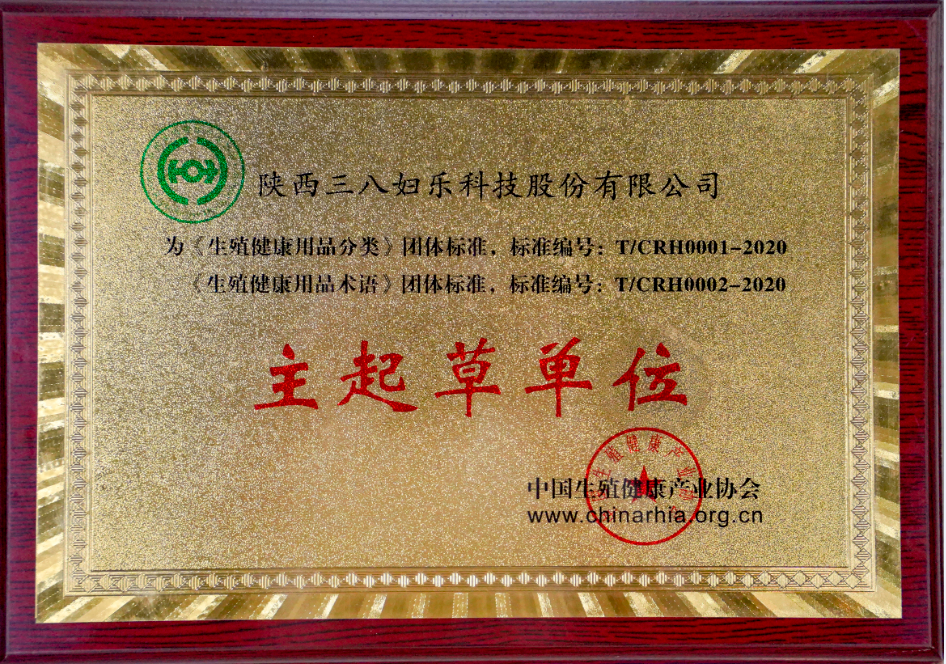 陕西三八妇乐科技股份有限公司
为《生殖健康用品分类》团体标准，标准编号：T/CRH0001-2020
《生殖健康用品术语》团体标准，标准编号：T/CRH0002-2020
主起草单位
中国生殖健康产业协会
www.chinarhia.org.cn